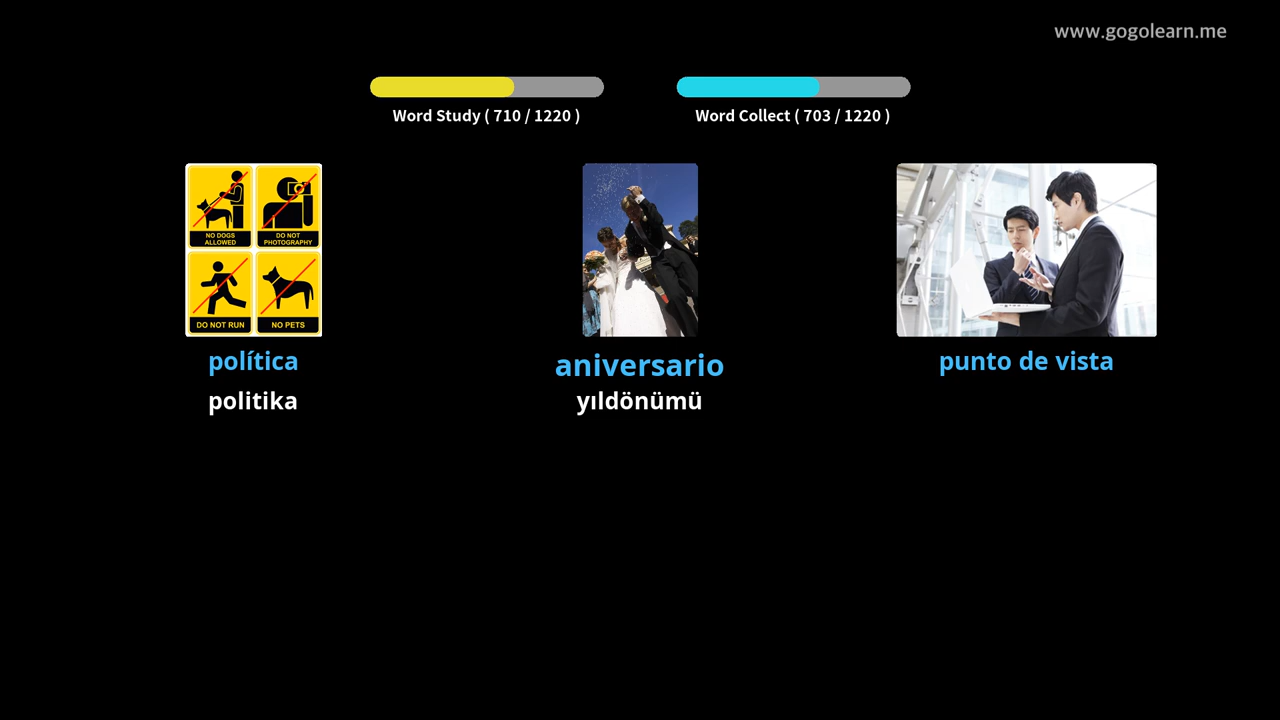 www.gogolearn.me
Word Study ( 710 / 1220 )
Word Collect ( 703 / 1220 )
NO DOGS
ALLOWED
DO NOT
PHOTOGRAPHY
DO NOT RUN
NO PETS
política
aniversario
punto de vista
politika
yıldönümü